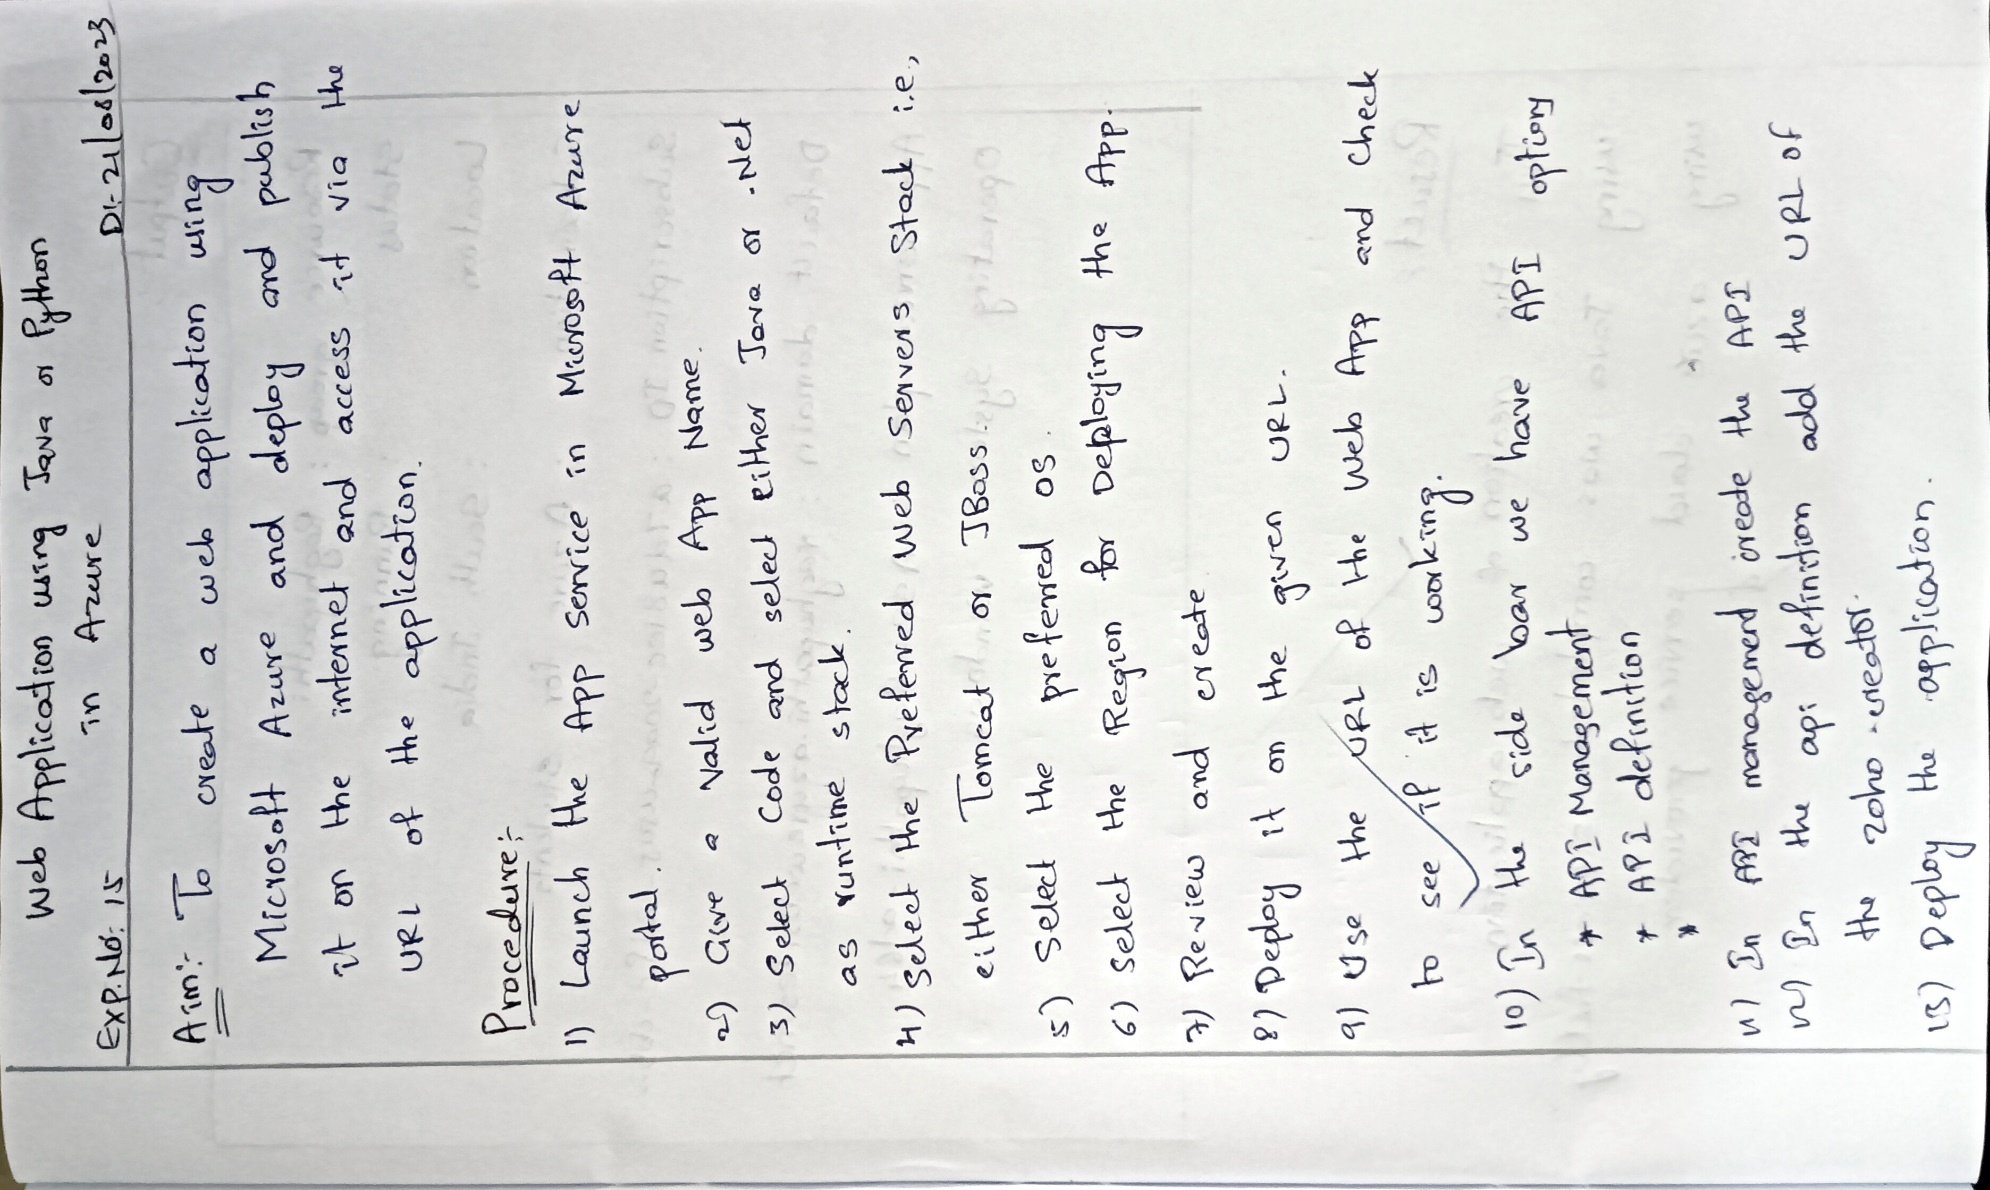 Web Application using Java or Python
in Azure
Exp.No: 15
Dt:- 21/08/2023
Aim:- To create a web application using
Microsoft Azure and deploy and publish
it on the internet and access it via the
URL of the application.
Procedure:-
1) Launch the App service in Microsoft Azure
portal.
2) Give a valid web App Name.
3) Select Code and select either Java or .Net
as runtime stack.
4) Select the Preferred Web Servers Stack i.e,
either Tomcat or JBoss.
5) Select the preferred OS.
6) Select the Region for Deploying the App.
7) Review and create
8) Deploy it on the given URL.
9) Use the URL of the Web App and check
to see if it is working.
10) In the side bar we have API option
* API Management
* API definition
*
11) In API management create the API
12) In the api definition add the URL of
the zoho creator.
13) Deploy the application.